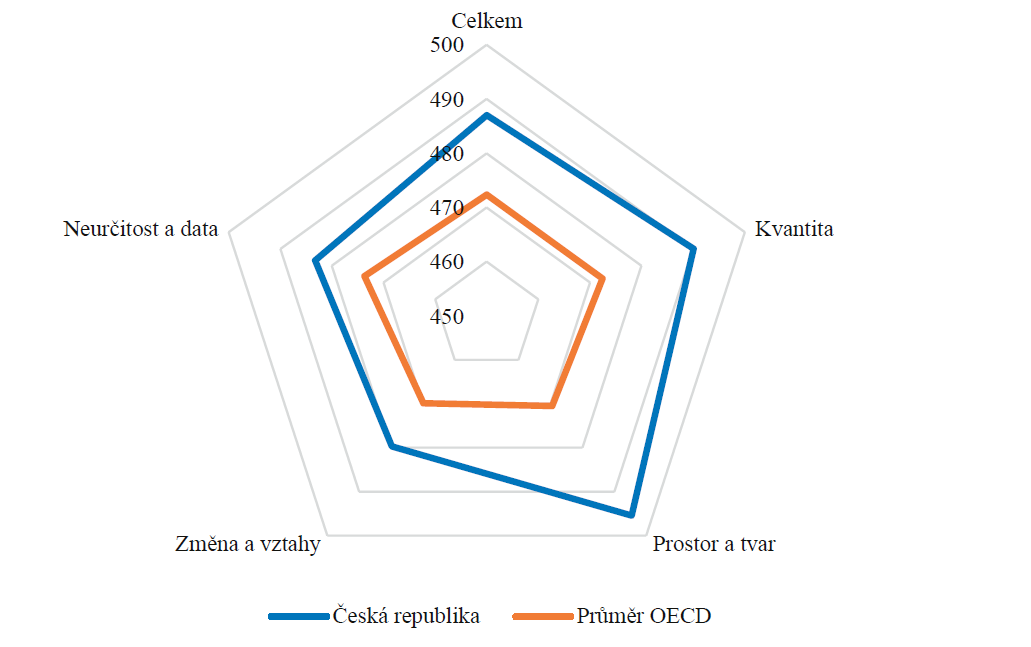 Celkem
500
490
480
470
460
450
Neurčitost a data
Kvantita
Změna a vztahy
Prostor a tvar
Česká republika
Průměr OECD